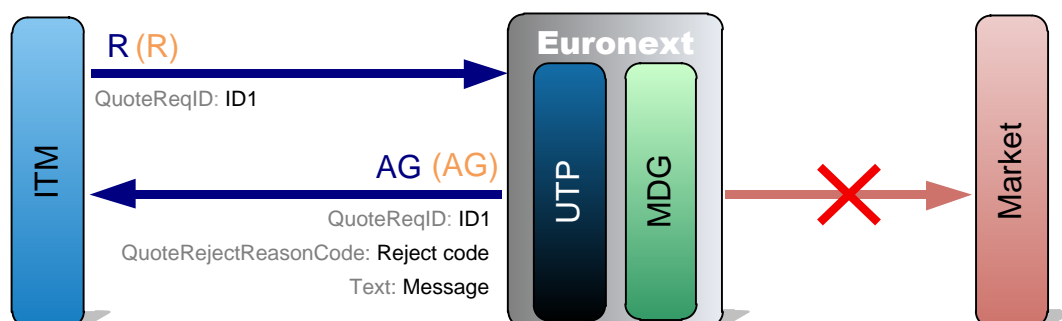 R (R)
QuoteReqID: ID1
AG (AG)
QuoteReqID: ID1
QuoteRejectReasonCode: Reject code
Text: Message
ITM
Euronext
UTP
MDG
Market